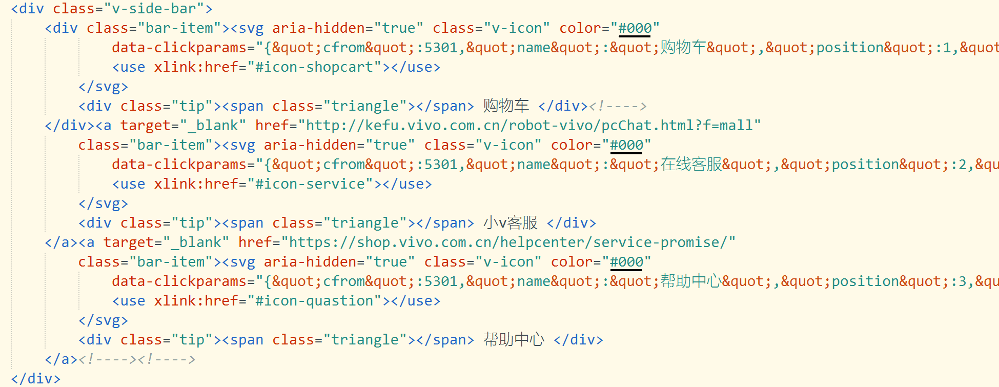 <div class="v-side-bar">
<div class="bar-item"><svg aria-hidden="true" class="v-icon" color="#000"
data-clickparams="{&quot;cfrom&quot;:5301,&quot;name&quot;:&quot;购物车&quot;,&quot;position&quot;:1,&quot
<use xlink:href="#icon-shopcart"></use>
</svg>
<div class="tip"><span class="triangle"></span> 购物车 </div><!---->
</div><a target="_blank" href="http://kefu.vivo.com.cn/robot-vivo/pcChat.html?f=mall"
class="bar-item"><svg aria-hidden="true" class="v-icon" color="#000"
data-clickparams="{&quot;cfrom&quot;:5301,&quot;name&quot;:&quot;在线客服&quot;,&quot;position&quot;:2,&qu
<use xlink:href="#icon-service"></use>
</svg>
<div class="tip"><span class="triangle"></span> 小v客服 </div>
</a><a target="_blank" href="https://shop.vivo.com.cn/helpcenter/service-promise/"
class="bar-item"><svg aria-hidden="true" class="v-icon" color="#000"
data-clickparams="{&quot;cfrom&quot;:5301,&quot;name&quot;:&quot;帮助中心&quot;,&quot;position&quot;:3,&qu
<use xlink:href="#icon-quastion"></use>
</svg>
<div class="tip"><span class="triangle"></span> 帮助中心 </div>
</a><!----><!---->
</div>